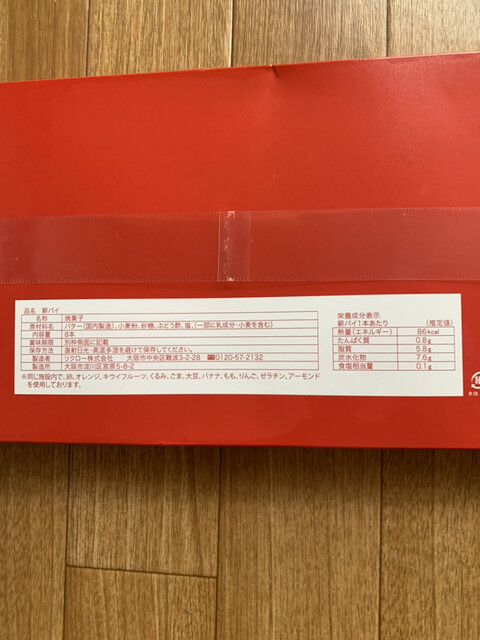 品名 薪パイ
名称 焼菓子
原材料名 バター(国内製造)、小麦粉、砂糖、ぶどう酢、塩、(一部に乳成分・小麦を含む)
内容量 8本
賞味期限 別枠側面に記載
保存方法 直射日光・高温多湿を避けて保存してください。
製造者 リクロー株式会社 大阪市中央区難波3-2-28 ☎0120-57-2132
製造所 大阪市淀川区宮原5-8-2
※同じ施設内で、卵、オレンジ、キウイフルーツ、くるみ、ごま、大豆、バナナ、もも、りんご、ゼラチン、アーモンド
を使用しております。
栄養成分表示
薪パイ1本あたり (推定値)
熱量(エネルギー) 86kcal
たんぱく質 0.8g
脂質 5.8g
炭水化物 7.6g
食塩相当量 0.1g